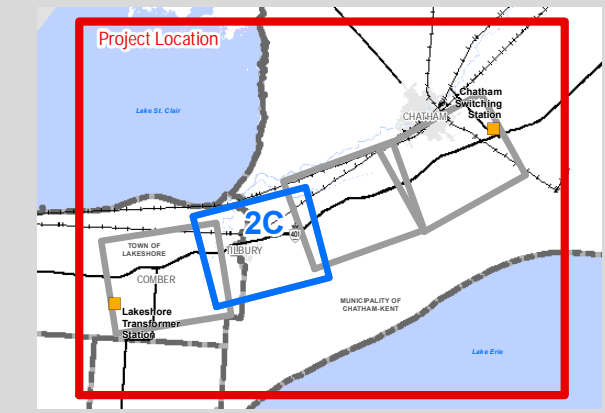 Project Location
Lake St. Clair
Chatham
Switching
Station
CHATHAM
2C
401
TILBURY
TOWN OF
LAKESHORE
COMBER
MUNICIPALITY OF
CHATHAM-KENT
Lakeshore
Transformer
Station
Lake Erie